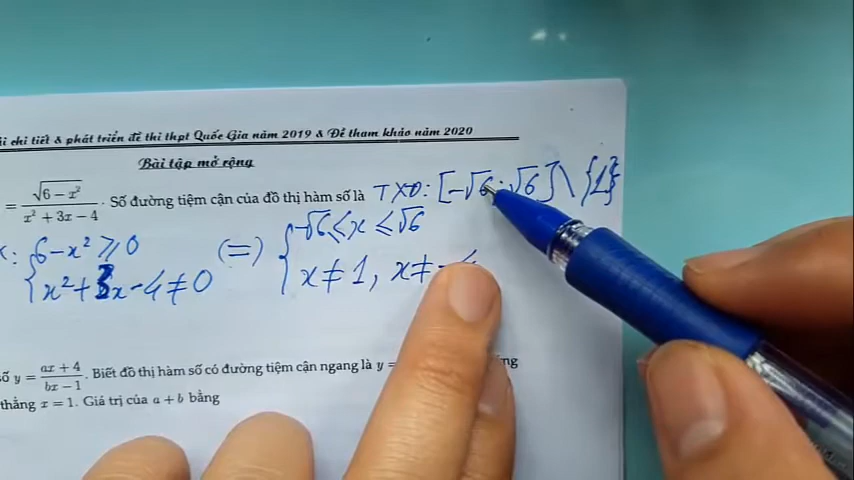 ải chi tiết & phát triển đề thi thpt Quốc Gia năm 2019 & Đề tham khảo năm 2020
Bài tập mở rộng
= √(6 − x²) / (x² + 3x − 4). Số đường tiệm cận của đồ thị hàm số là TXĐ: [-√6; √6] \ {1}
K: { 6 - x² ≥ 0 (=) { -√6 ≤ x ≤ √6
x² + 3x - 4 ≠ 0 x ≠ 1, x ≠ -4
số y = (ax + 4) / (bx − 1). Biết đồ thị hàm số có đường tiệm cận ngang là y =
thẳng x = 1. Giá trị của a + b bằng